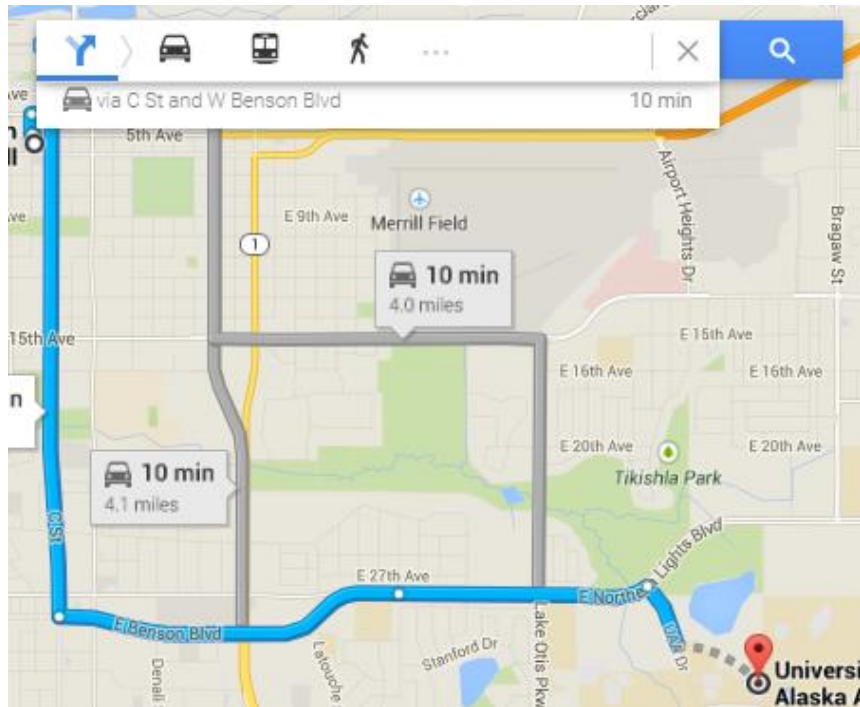 via C St and W Benson Blvd 10 min
Ave
5th Ave
Airport Heights Dr
Bragaw St
E 9th Ave
Merrill Field
1
10 min
4.0 miles
15th Ave
E 15th Ave
E 16th Ave
E 16th Ave
E 20th Ave
E 20th Ave
Tikishla Park
10 min
4.1 miles
C St
Lights Blvd
E 27th Ave
E Northe
E Benson Blvd
UAA Dr
Lake Otis Pkwy
Stanford Dr
Latouche
Denali
Universi
Alaska A